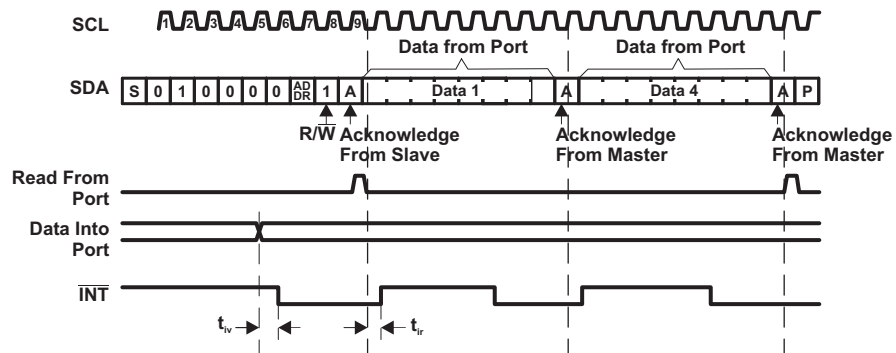 SCL
1 2 3 4 5 6 7 8 9
Data from Port Data from Port
SDA
S 0 1 0 0 0 0 AD DR 1 A Data 1 A Data 4 A P
R/W̅ Acknowledge From Slave
Acknowledge From Master
Acknowledge From Master
Read From
Port
Data Into
Port
I̅N̅T̅
tiv tir